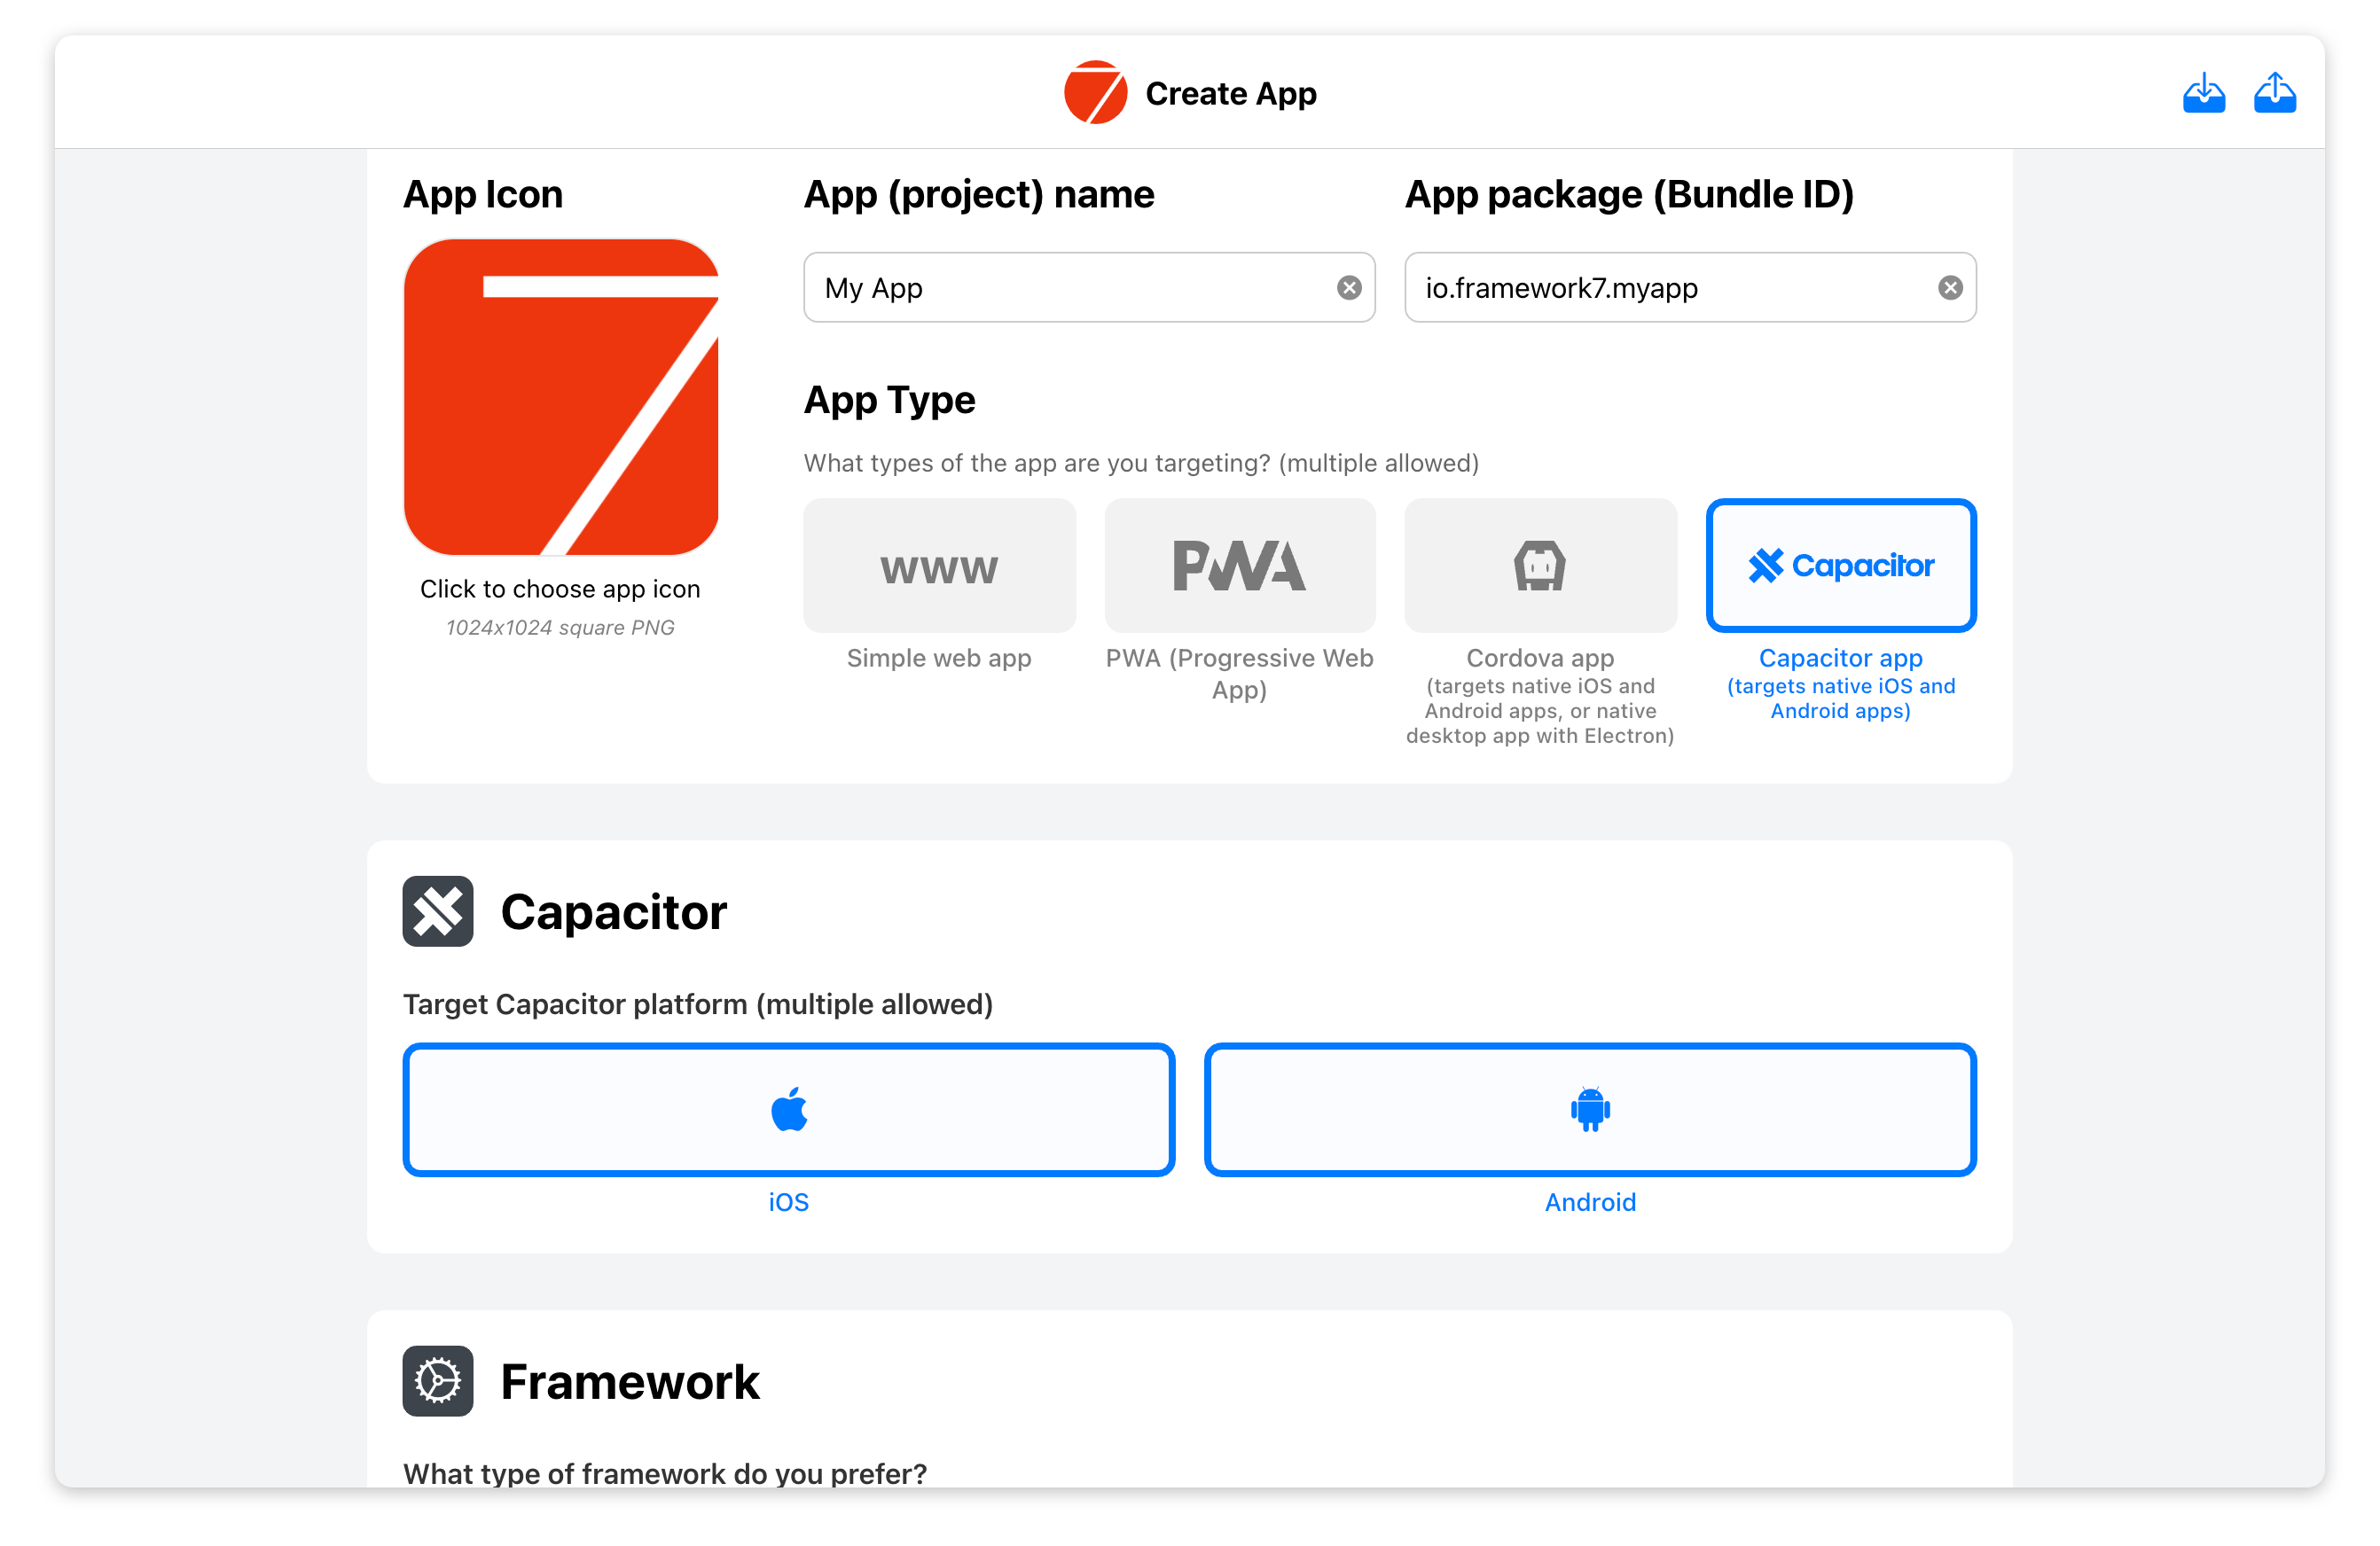 Create App
App Icon
App (project) name
App package (Bundle ID)
My App
io.framework7.myapp
App Type
What types of the app are you targeting? (multiple allowed)
Click to choose app icon
1024x1024 square PNG
www
PWA
Capacitor
Simple web app
PWA (Progressive Web
App)
Cordova app
(targets native iOS and
Android apps, or native
desktop app with Electron)
Capacitor app
(targets native iOS and
Android apps)
Capacitor
Target Capacitor platform (multiple allowed)
iOS
Android
Framework
What type of framework do you prefer?